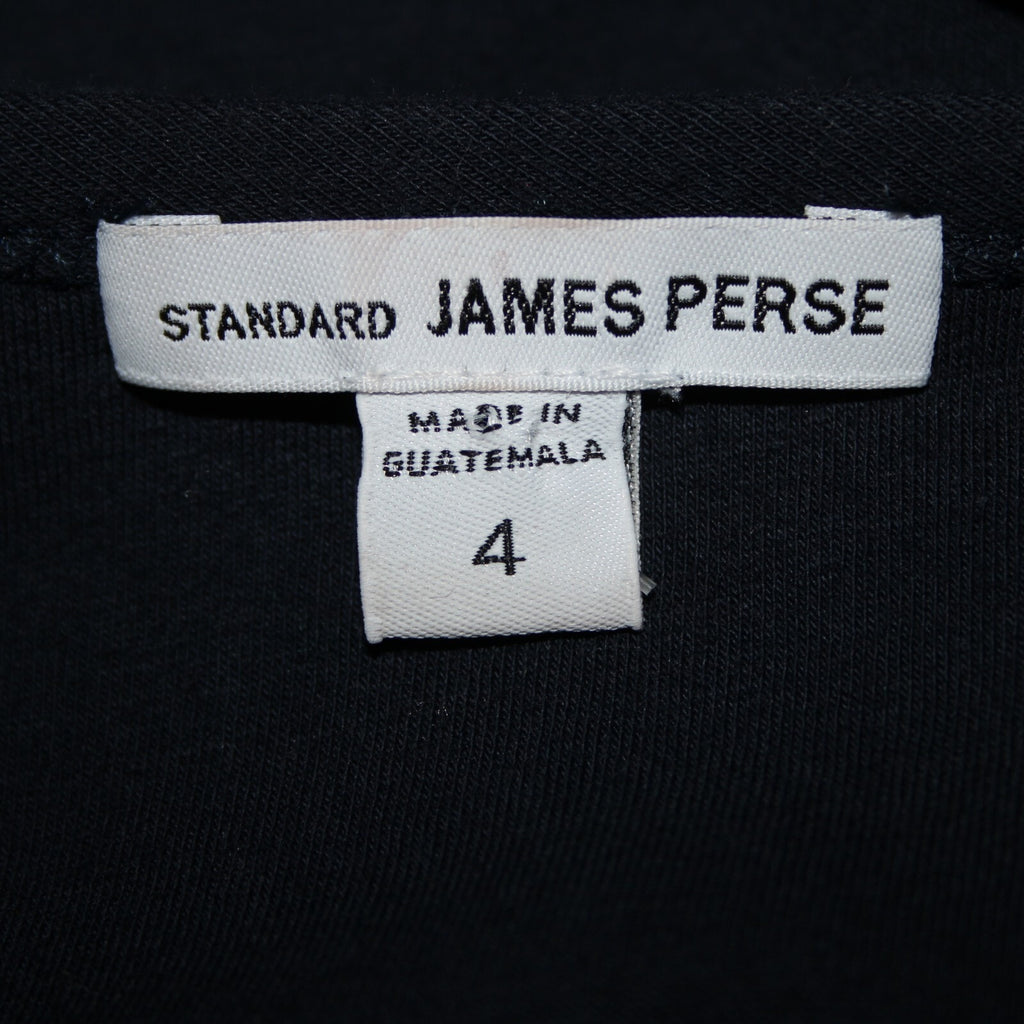 STANDARD JAMES PERSE
MADE IN
GUATEMALA
4